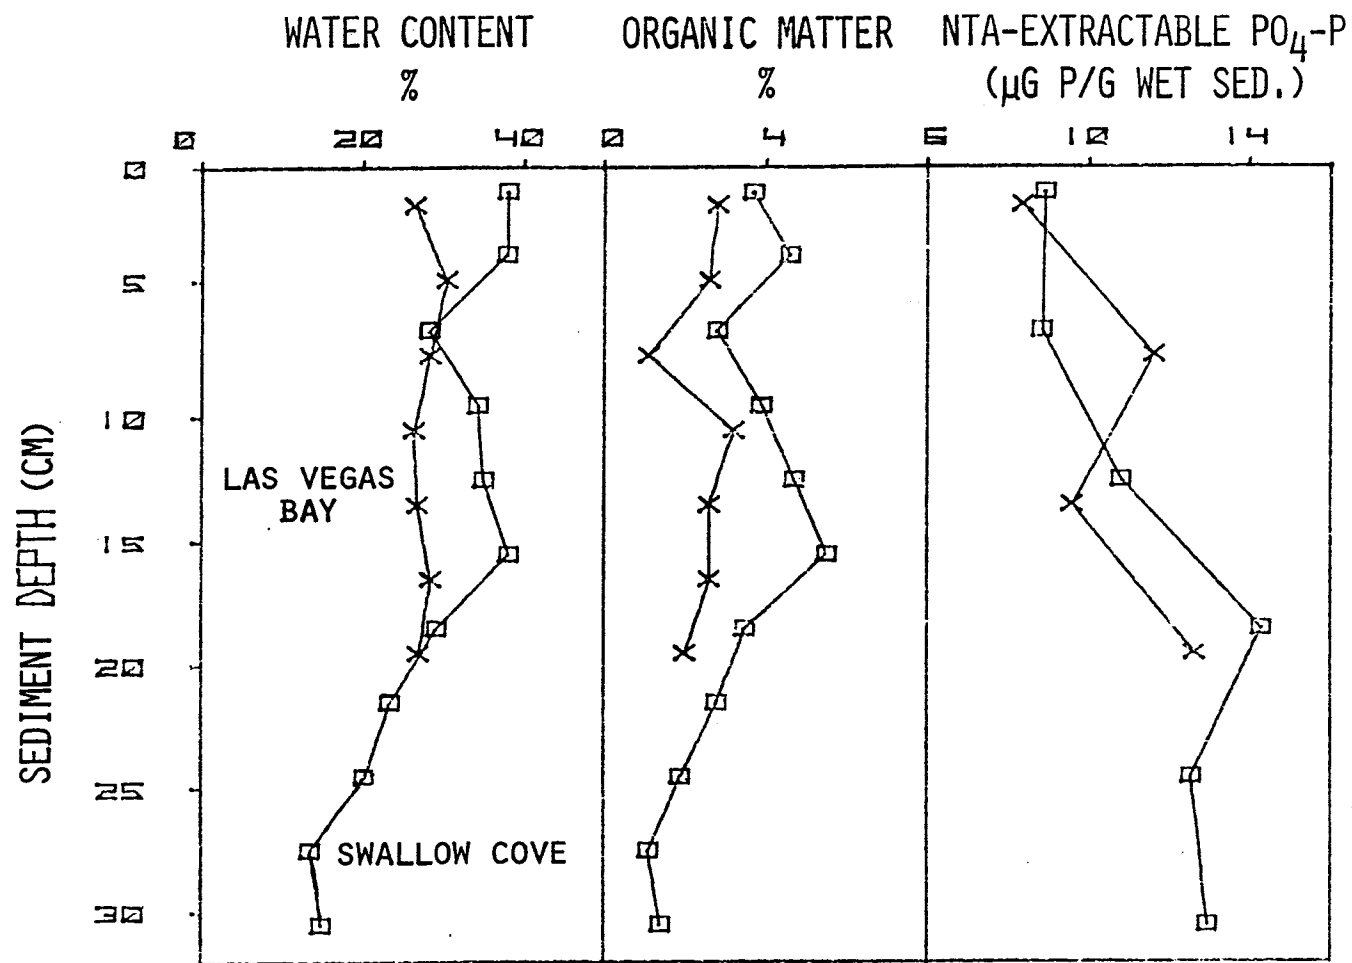 WATER CONTENT
%
ORGANIC MATTER
%
NTA-EXTRACTABLE PO4-P
(μG P/G WET SED.)
0 20 40 0 4 6 10 14
0
5
10
15
20
25
30
SEDIMENT DEPTH (CM)
LAS VEGAS
BAY
SWALLOW COVE